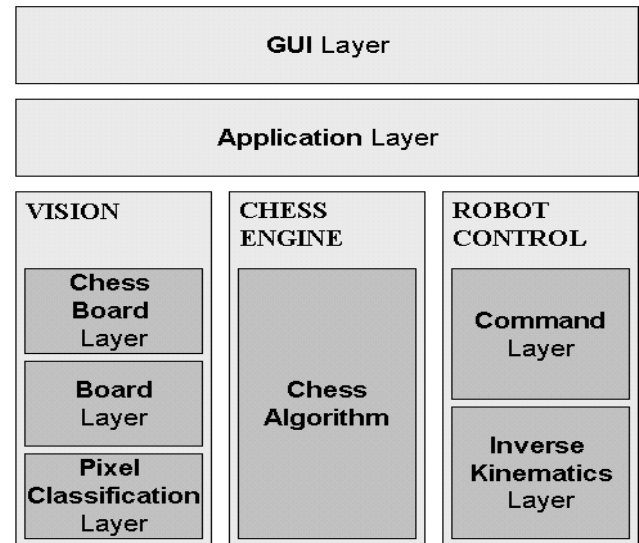 GUI Layer
Application Layer
VISION
Chess
Board
Layer
Board
Layer
Pixel
Classification
Layer
CHESS
ENGINE
Chess
Algorithm
ROBOT
CONTROL
Command
Layer
Inverse
Kinematics
Layer